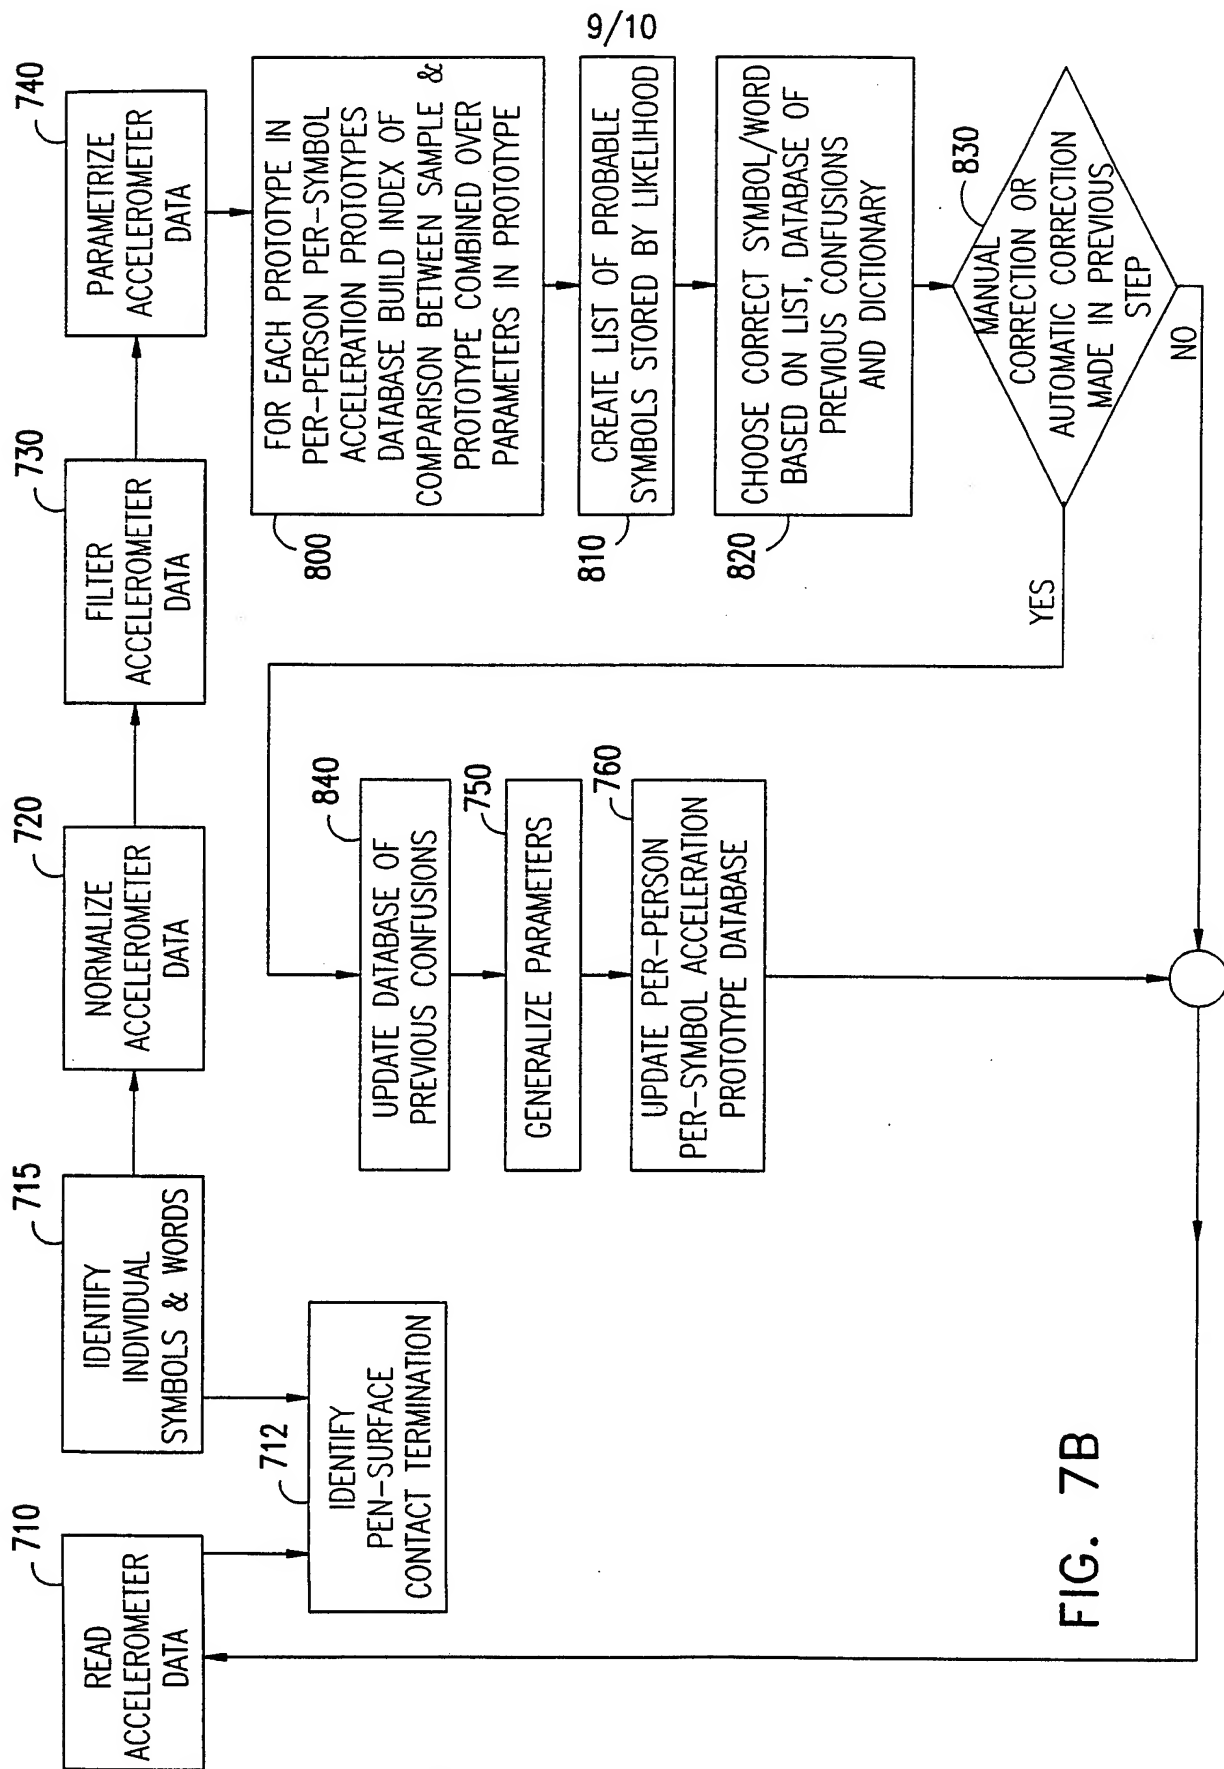 9/10
710
READ
ACCELEROMETER
DATA
712
IDENTIFY
PEN-SURFACE
CONTACT TERMINATION
715
IDENTIFY
INDIVIDUAL
SYMBOLS & WORDS
720
NORMALIZE
ACCELEROMETER
DATA
730
FILTER
ACCELEROMETER
DATA
740
PARAMETRIZE
ACCELEROMETER
DATA
800
FOR EACH PROTOTYPE IN
PER-PERSON PER-SYMBOL
ACCELERATION PROTOTYPES
DATABASE BUILD INDEX OF
COMPARISON BETWEEN SAMPLE &
PROTOTYPE COMBINED OVER
PARAMETERS IN PROTOTYPE
810
CREATE LIST OF PROBABLE
SYMBOLS STORED BY LIKELIHOOD
820
CHOOSE CORRECT SYMBOL/WORD
BASED ON LIST, DATABASE OF
PREVIOUS CONFUSIONS
AND DICTIONARY
830
MANUAL
CORRECTION OR
AUTOMATIC CORRECTION
MADE IN PREVIOUS
STEP
YES
NO
840
UPDATE DATABASE OF
PREVIOUS CONFUSIONS
750
GENERALIZE PARAMETERS
760
UPDATE PER-PERSON
PER-SYMBOL ACCELERATION
PROTOTYPE DATABASE
FIG. 7B